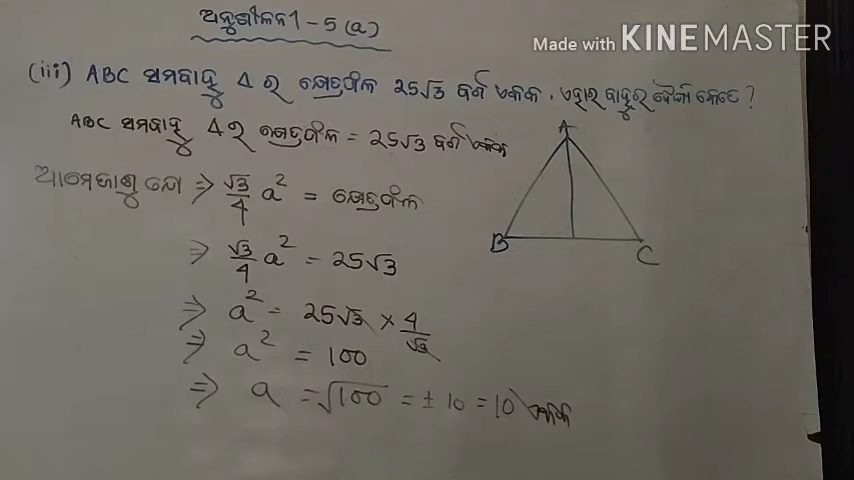 ଅନୁଶୀଳନୀ - 5 (a)
Made with KINEMASTER
(iii) ABC ସମବାହୁ Δ ର କ୍ଷେତ୍ରଫଳ 25√3 ବର୍ଗ ଏକକ . ଏହାର ବାହୁର ଦୈର୍ଘ୍ୟ କେତେ ?
ABC ସମବାହୁ Δ ର କ୍ଷେତ୍ରଫଳ = 25√3 ବର୍ଗ ଏକକ
ଆମେ ଜାଣୁ ଯେ ⇒ √3/4 a² = କ୍ଷେତ୍ରଫଳ
⇒ √3/4 a² = 25√3
⇒ a² = 25√3 × 4/√3
⇒ a² = 100
⇒ a = √100 = ± 10 = 10 ଏକକ
A
B
C